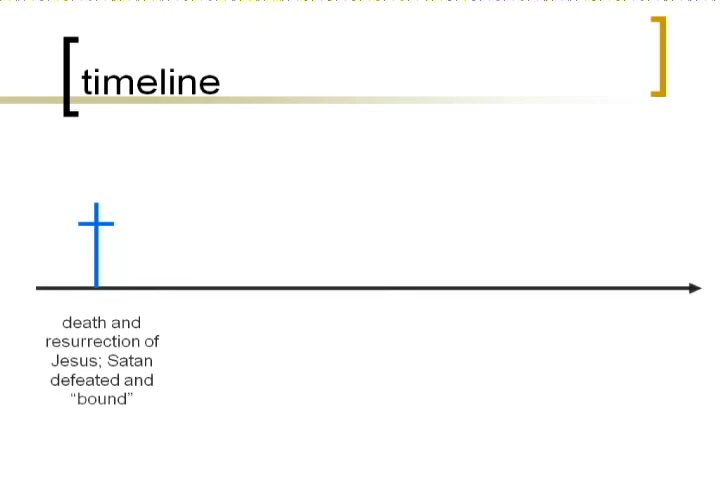 timeline
death and
resurrection of
Jesus; Satan
defeated and
“bound”